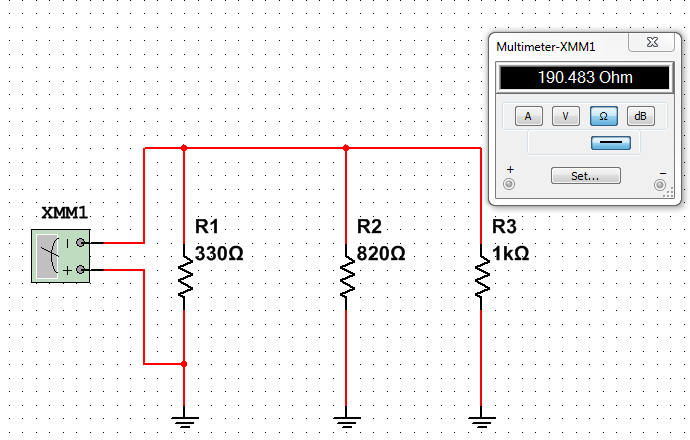 Multimeter-XMM1
190.483 Ohm
A V Ω dB
+ Set... −
XMM1
− +
R1
330Ω
R2
820Ω
R3
1kΩ